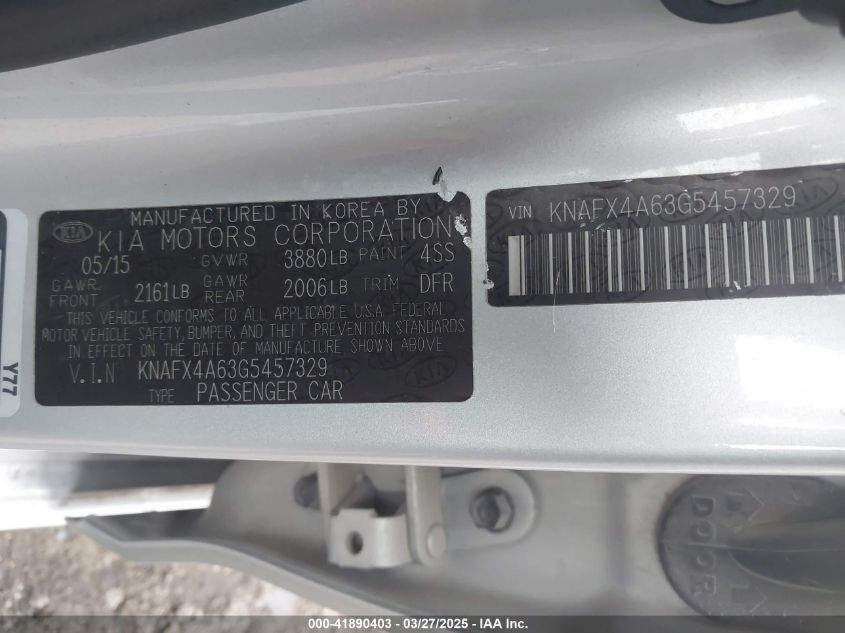 MANUFACTURED IN KOREA BY
KIA KIA MOTORS CORPORATION
05/15 GVWR 3880LB PAINT 4SS
GAWR FRONT 2161LB GAWR REAR 2006LB TRIM DFR
THIS VEHICLE CONFORMS TO ALL APPLICABLE U.S.A. FEDERAL
MOTOR VEHICLE SAFETY, BUMPER, AND THEFT PREVENTION STANDARDS
IN EFFECT ON THE DATE OF MANUFACTURE SHOWN ABOVE
V.I.N KNAFX4A63G5457329
TYPE PASSENGER CAR
VIN KNAFX4A63G5457329
Y77
DOOR
000-41890403 - 03/27/2025 - IAA Inc.